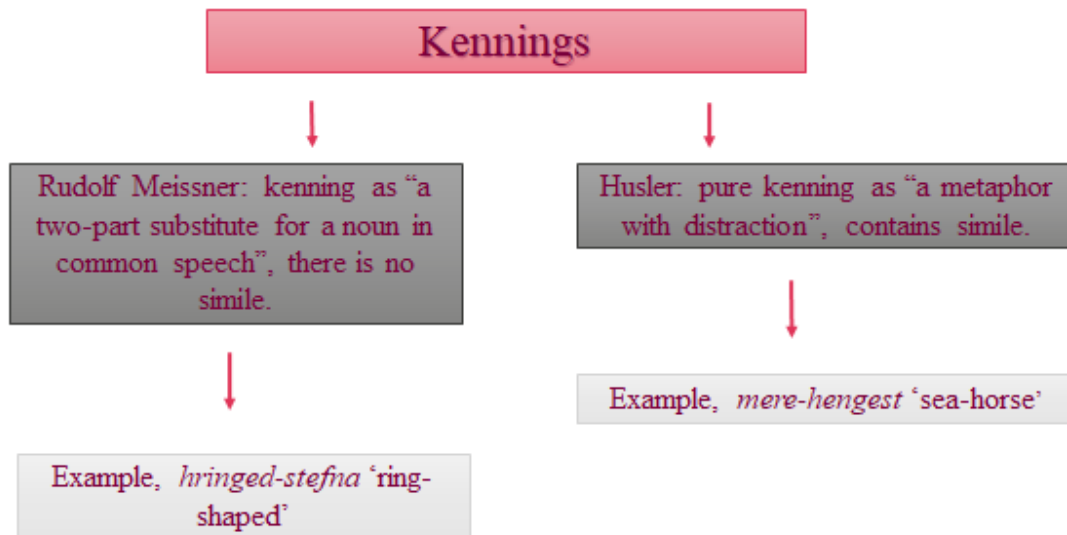 Kennings
Rudolf Meissner: kenning as “a
two-part substitute for a noun in
common speech”, there is no
simile.
Husler: pure kenning as “a metaphor
with distraction”, contains simile.
Example, mere-hengest ‘sea-horse’
Example, hringed-stefna ‘ring-
shaped’